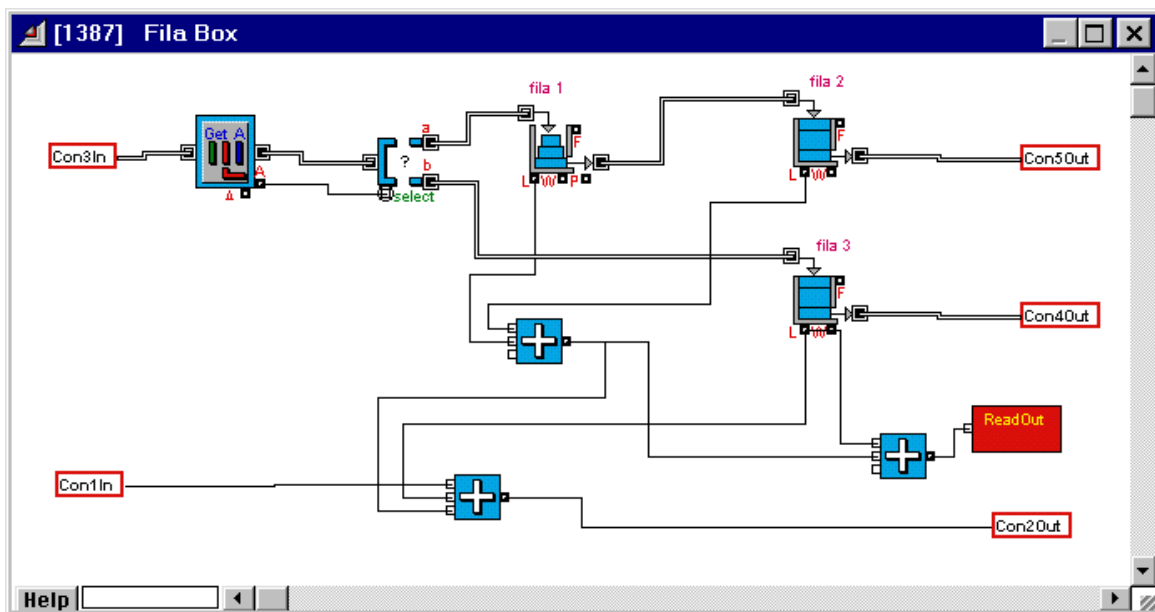 [1387] Fila Box
fila 1
fila 2
a
Get A
F
F
Con3In
?
Con5Out
A
b
L W P
L W
A
select
fila 3
F
Con4Out
L W
ReadOut
Con1In
Con2Out
Help